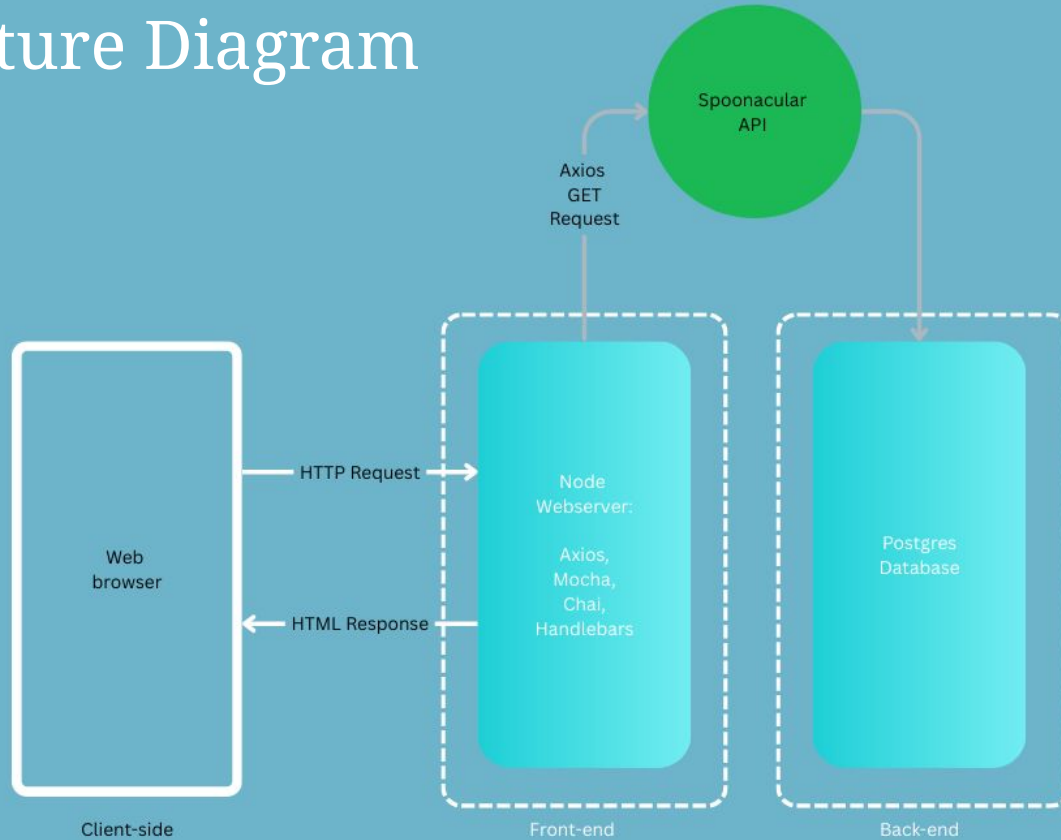 ture Diagram
Spoonacular
API
Axios
GET
Request
HTTP Request
HTML Response
Web
browser
Node
Webserver:
Axios,
Mocha,
Chai,
Handlebars
Postgres
Database
Client-side
Front-end
Back-end